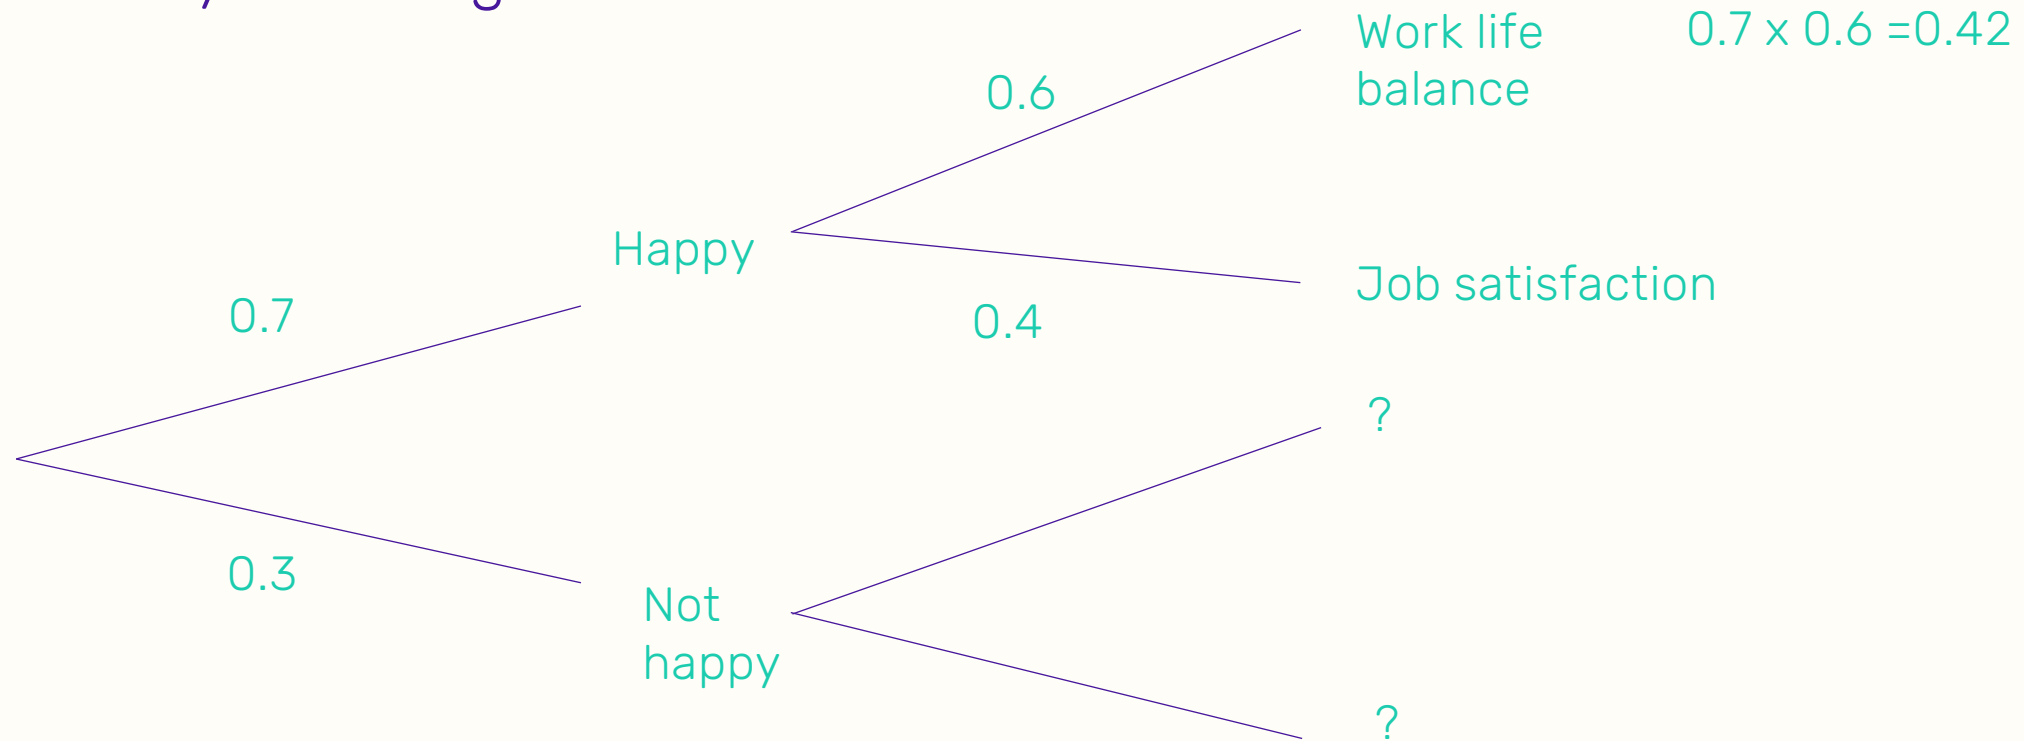 Work life
balance
0.7 x 0.6 =0.42
0.6
Happy
Job satisfaction
0.7
0.4
?
0.3
Not
happy
?